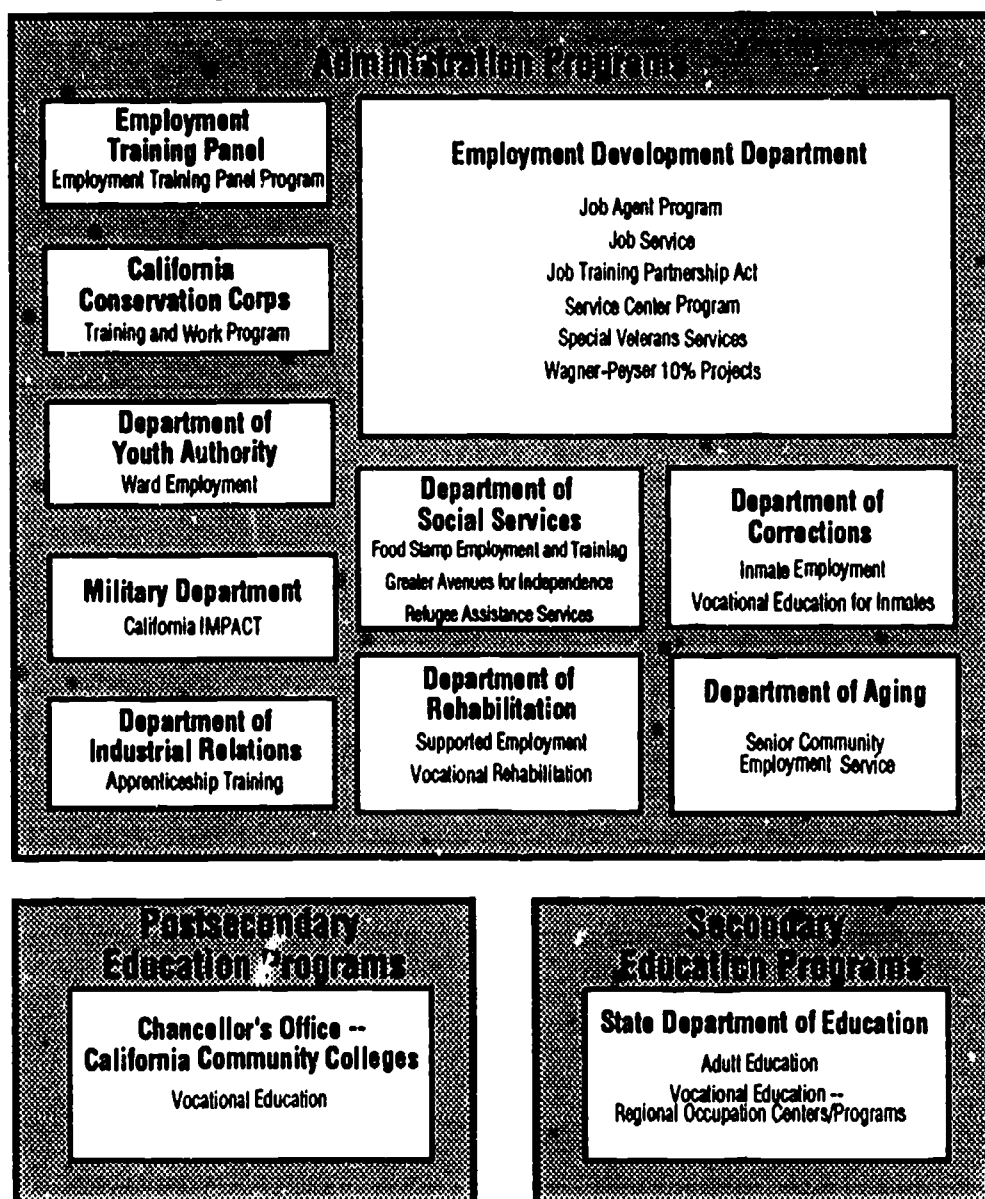 Administration Programs
Employment
Training Panel
Employment Training Panel Program
Employment Development Department
Job Agent Program
Job Service
Job Training Partnership Act
Service Center Program
Special Veterans Services
Wagner-Peyser 10% Projects
California
Conservation Corps
Training and Work Program
Department of
Youth Authority
Ward Employment
Military Department
California IMPACT
Department of
Industrial Relations
Apprenticeship Training
Department of
Social Services
Food Stamp Employment and Training
Greater Avenues for Independence
Refugee Assistance Services
Department of
Corrections
Inmate Employment
Vocational Education for Inmates
Department of
Rehabilitation
Supported Employment
Vocational Rehabilitation
Department of Aging
Senior Community
Employment Service
Postsecondary
Education Programs
Chancellor's Office --
California Community Colleges
Vocational Education
Secondary
Education Programs
State Department of Education
Adult Education
Vocational Education --
Regional Occupation Centers/Programs